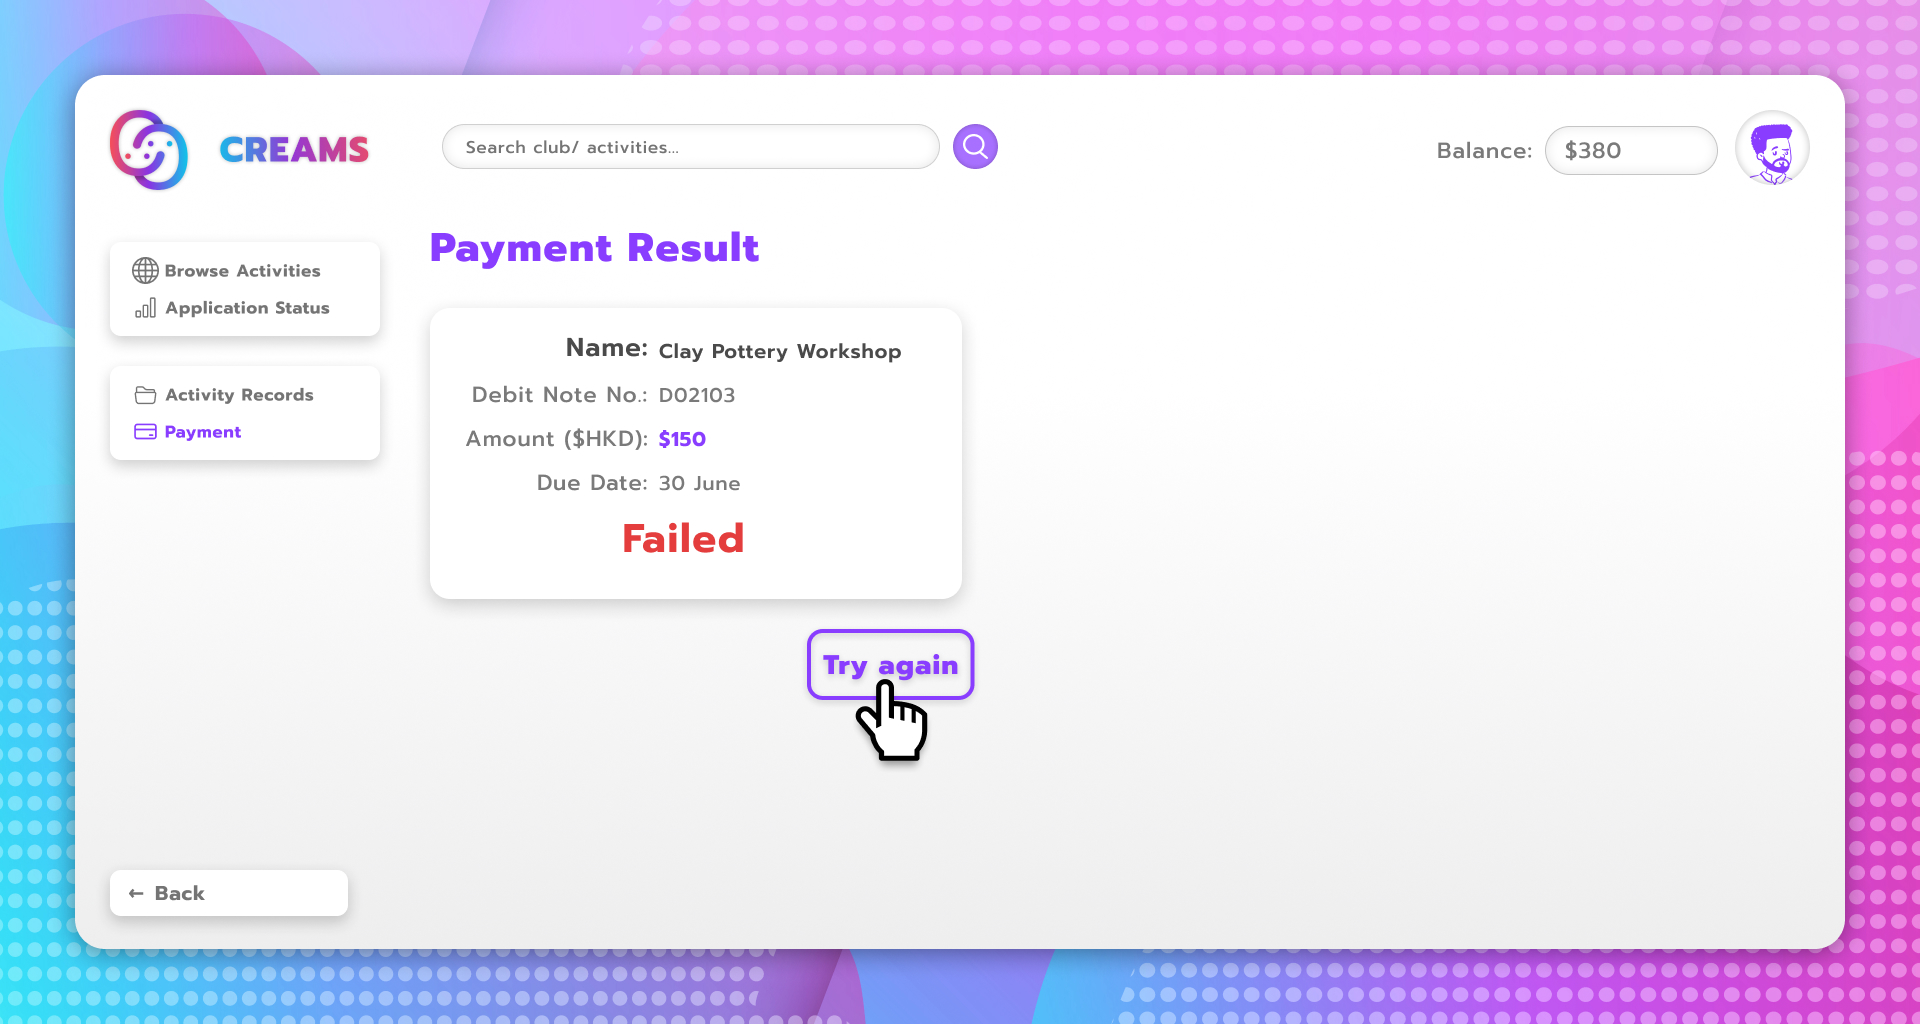 CREAMS
Search club/ activities...
Balance: $380
Browse Activities
Application Status
Activity Records
Payment
Payment Result
Name: Clay Pottery Workshop
Debit Note No.: D02103
Amount ($HKD): $150
Due Date: 30 June
Failed
Try again
← Back